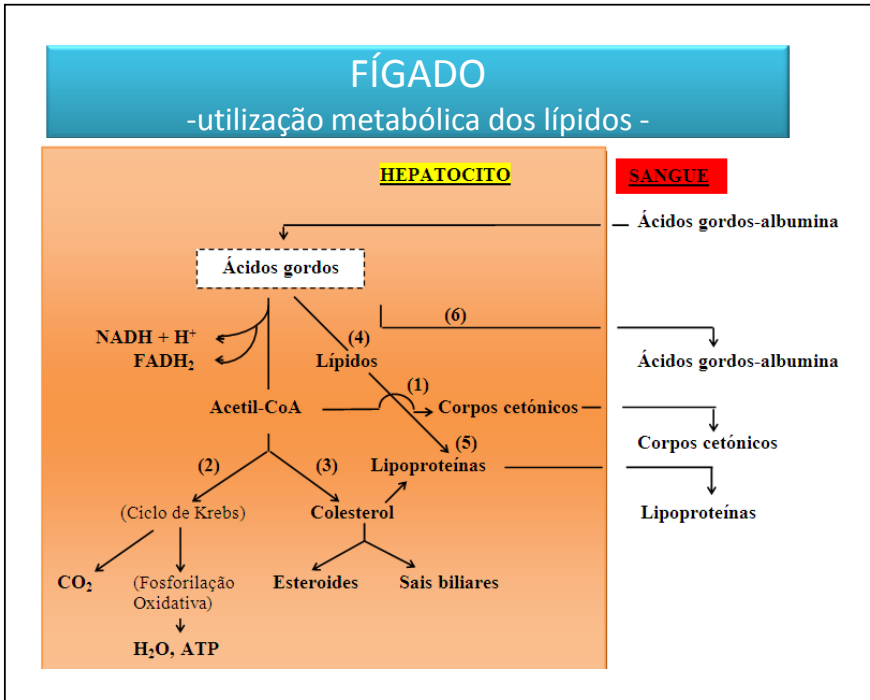 FÍGADO
-utilização metabólica dos lípidos -
HEPATOCITO
SANGUE
Ácidos gordos-albumina
Ácidos gordos
(6)
NADH + H⁺
(4)
FADH₂
Lípidos
Ácidos gordos-albumina
(1)
Acetil-CoA
Corpos cetónicos
Corpos cetónicos
(2)
(3)
(5)
Lipoproteínas
(Ciclo de Krebs)
Colesterol
Lipoproteínas
CO₂
(Fosforilação
Oxidativa)
Esteroides
Sais biliares
H₂O, ATP